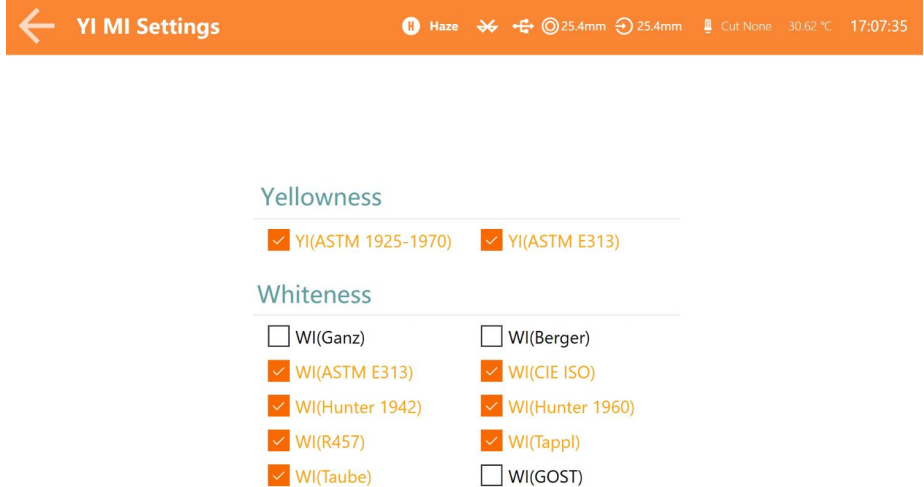 YI MI Settings H Haze 25.4mm 25.4mm Cut None 30.62 °C 17:07:35
Yellowness
YI(ASTM 1925-1970) YI(ASTM E313)
Whiteness
WI(Ganz) WI(Berger)
WI(ASTM E313) WI(CIE ISO)
WI(Hunter 1942) WI(Hunter 1960)
WI(R457) WI(Tappl)
WI(Taube) WI(GOST)